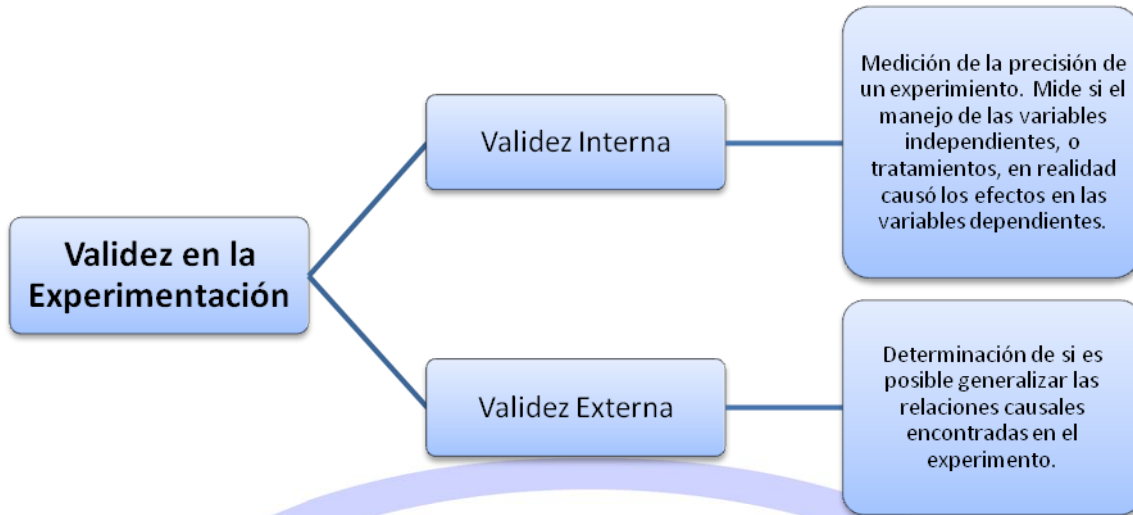 Validez en la
Experimentación
Validez Interna
Medición de la precisión de
un experimiento. Mide si el
manejo de las variables
independientes, o
tratamientos, en realidad
causó los efectos en las
variables dependientes.
Validez Externa
Determinación de si es
posible generalizar las
relaciones causales
encontradas en el
experimento.